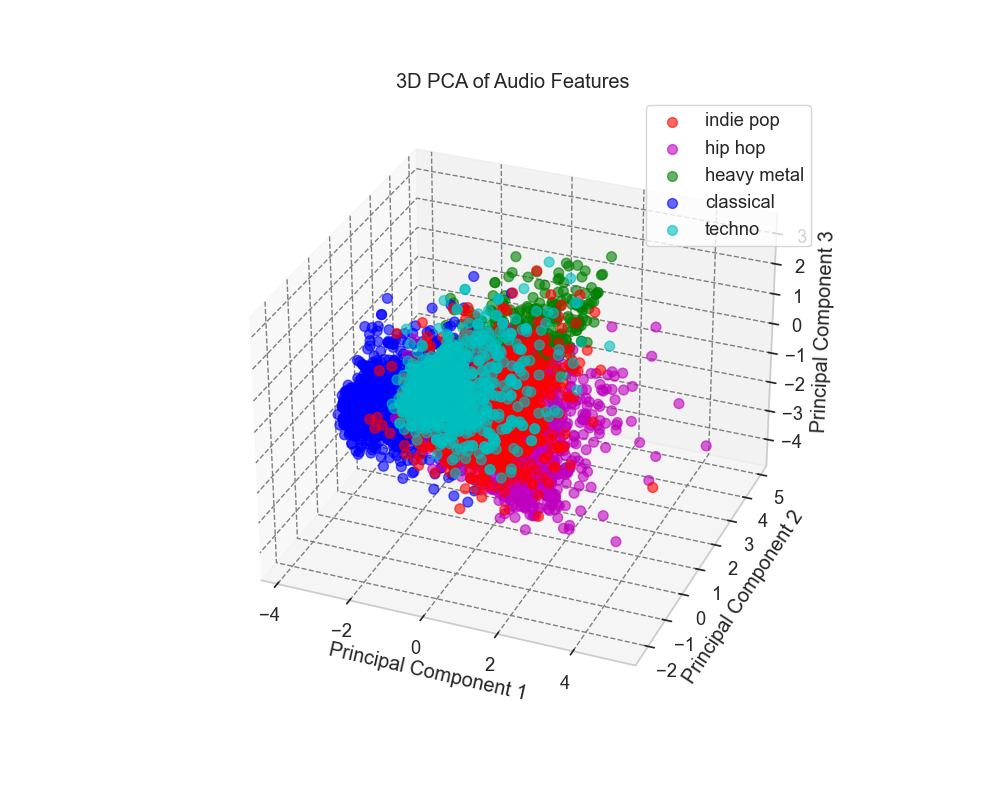 3D PCA of Audio Features
indie pop
hip hop
heavy metal
classical
techno
3
2
1
0
−1
−2
−3
−4
Principal Component 3
5
4
3
2
1
0
−1
−2
Principal Component 2
−4
−2
0
2
4
Principal Component 1